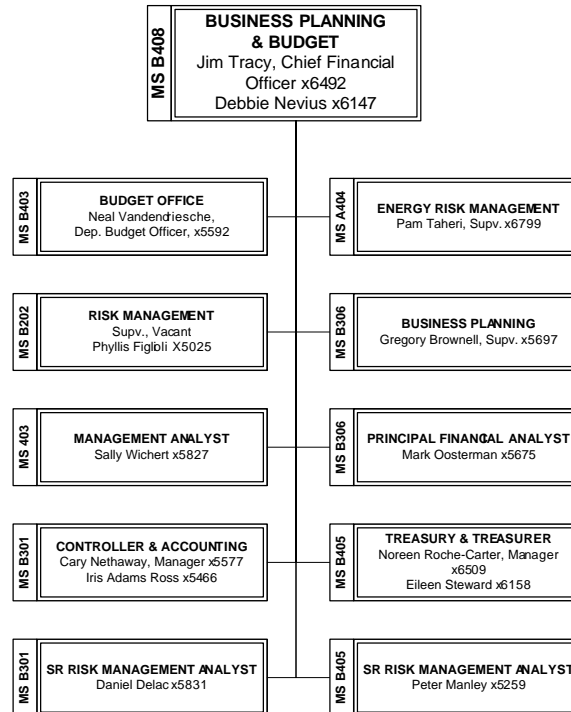 MS B408
BUSINESS PLANNING
& BUDGET
Jim Tracy, Chief Financial
Officer x6492
Debbie Nevius x6147
MS B403
BUDGET OFFICE
Neal Vandendriesche,
Dep. Budget Officer, x5592
MS A404
ENERGY RISK MANAGEMENT
Pam Taheri, Supv. x6799
MS B202
RISK MANAGEMENT
Supv., Vacant
Phyllis Figlioli X5025
MS B306
BUSINESS PLANNING
Gregory Brownell, Supv. x5697
MS 403
MANAGEMENT ANALYST
Sally Wichert x5827
MS B306
PRINCIPAL FINANCIAL ANALYST
Mark Oosterman x5675
MS B301
CONTROLLER & ACCOUNTING
Cary Nethaway, Manager x5577
Iris Adams Ross x5466
MS B405
TREASURY & TREASURER
Noreen Roche-Carter, Manager
x6509
Eileen Steward x6158
MS B301
SR RISK MANAGEMENT ANALYST
Daniel Delac x5831
MS B405
SR RISK MANAGEMENT ANALYST
Peter Manley x5259